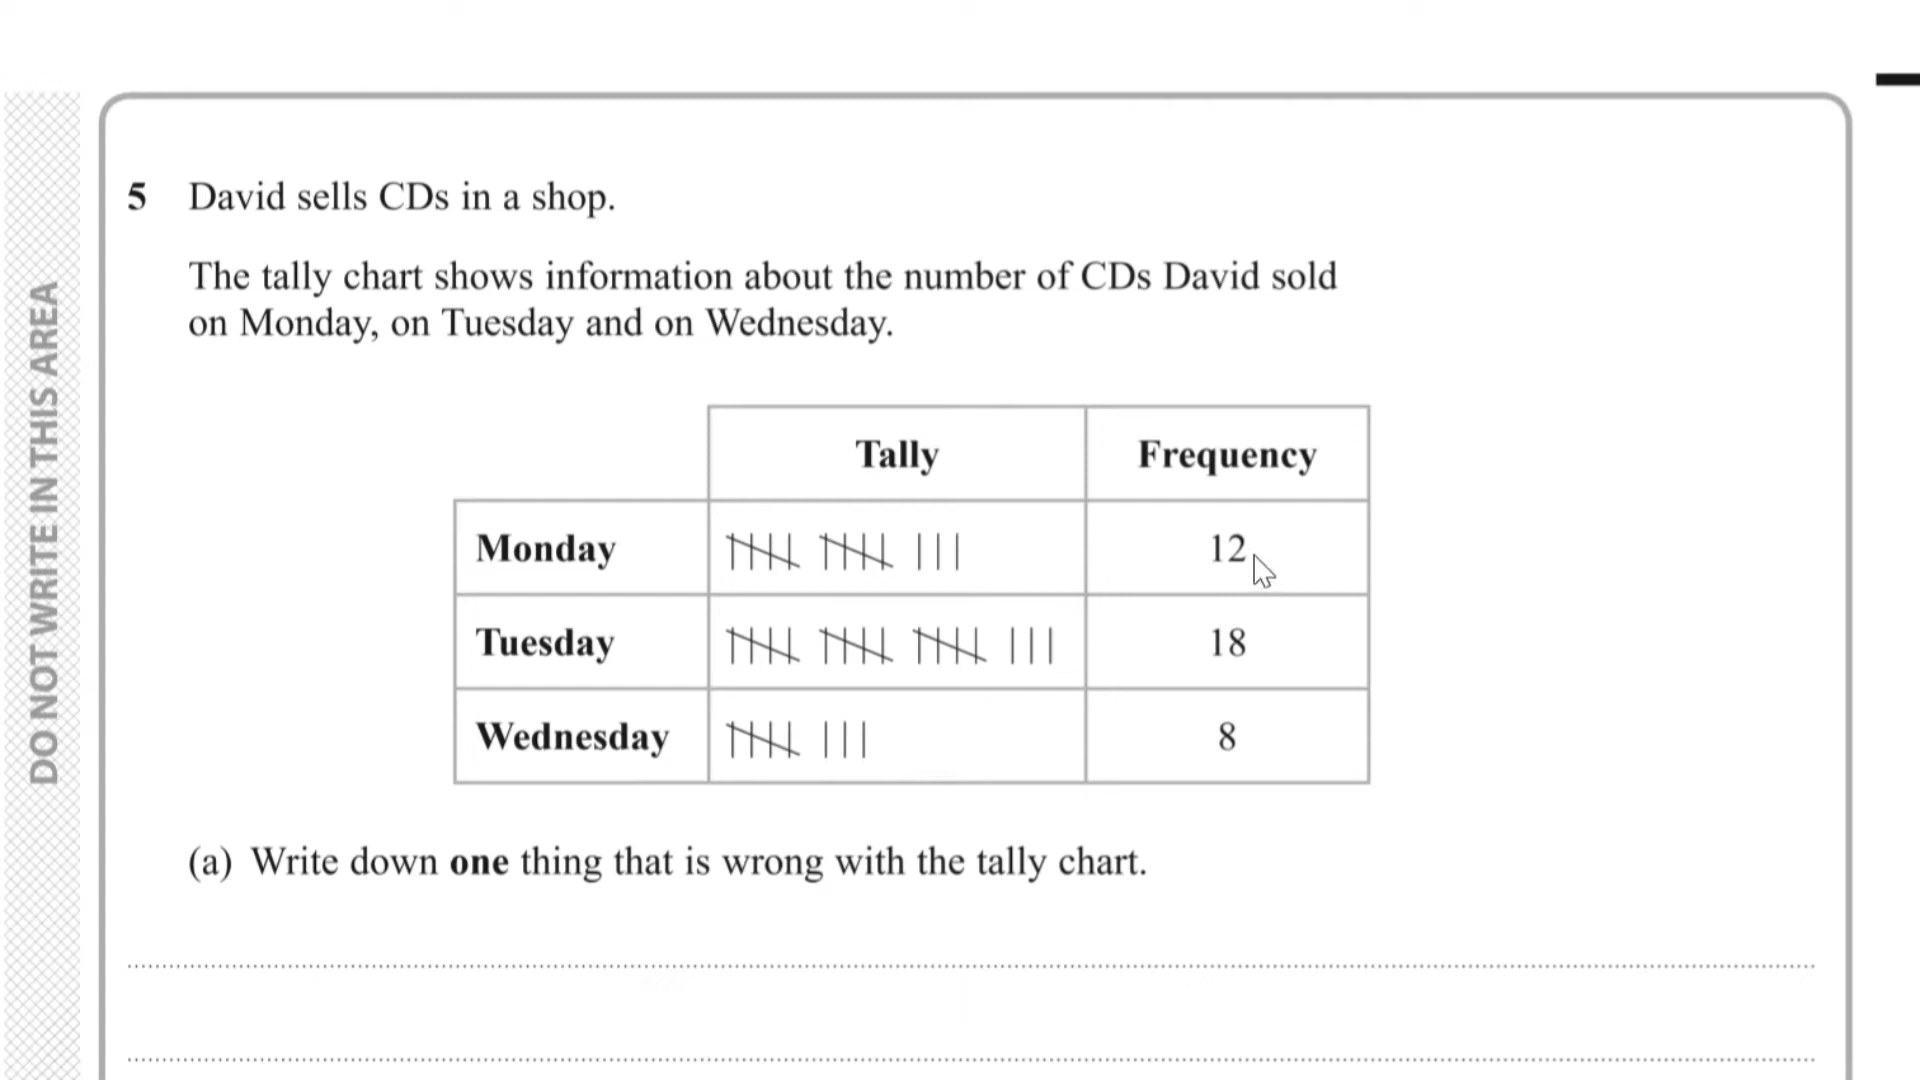 DO NOT WRITE IN THIS AREA
5 David sells CDs in a shop.
The tally chart shows information about the number of CDs David sold
on Monday, on Tuesday and on Wednesday.
Tally Frequency
Monday 12
Tuesday 18
Wednesday 8
(a) Write down one thing that is wrong with the tally chart.